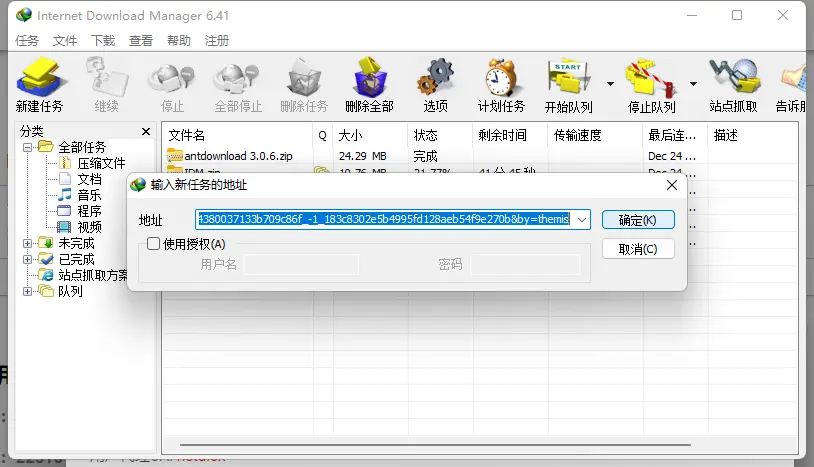 Internet Download Manager 6.41
任务 文件 下载 查看 帮助 注册
START
新建任务 继续 停止 全部停止 删除任务 删除全部 选项 计划任务 开始队列 停止队列 站点抓取 告诉朋
分类 文件名 Q 大小 状态 剩余时间 传输速度 最后连... 描述
全部任务
antdownload 3.0.6.zip 24.29 MB 完成 Dec 24 ...
压缩文件
IDM.zip 19.76 MB 21.77% 41 分 45 秒 Dec 24 ...
文档
音乐
程序
视频
未完成
已完成
站点抓取方案
队列
输入新任务的地址
地址 4380037133b709c86f_-1_183c8302e5b4995fd128aeb54f9e270b&by=themis 确定(K)
使用授权(A) 取消(C)
用户名 密码